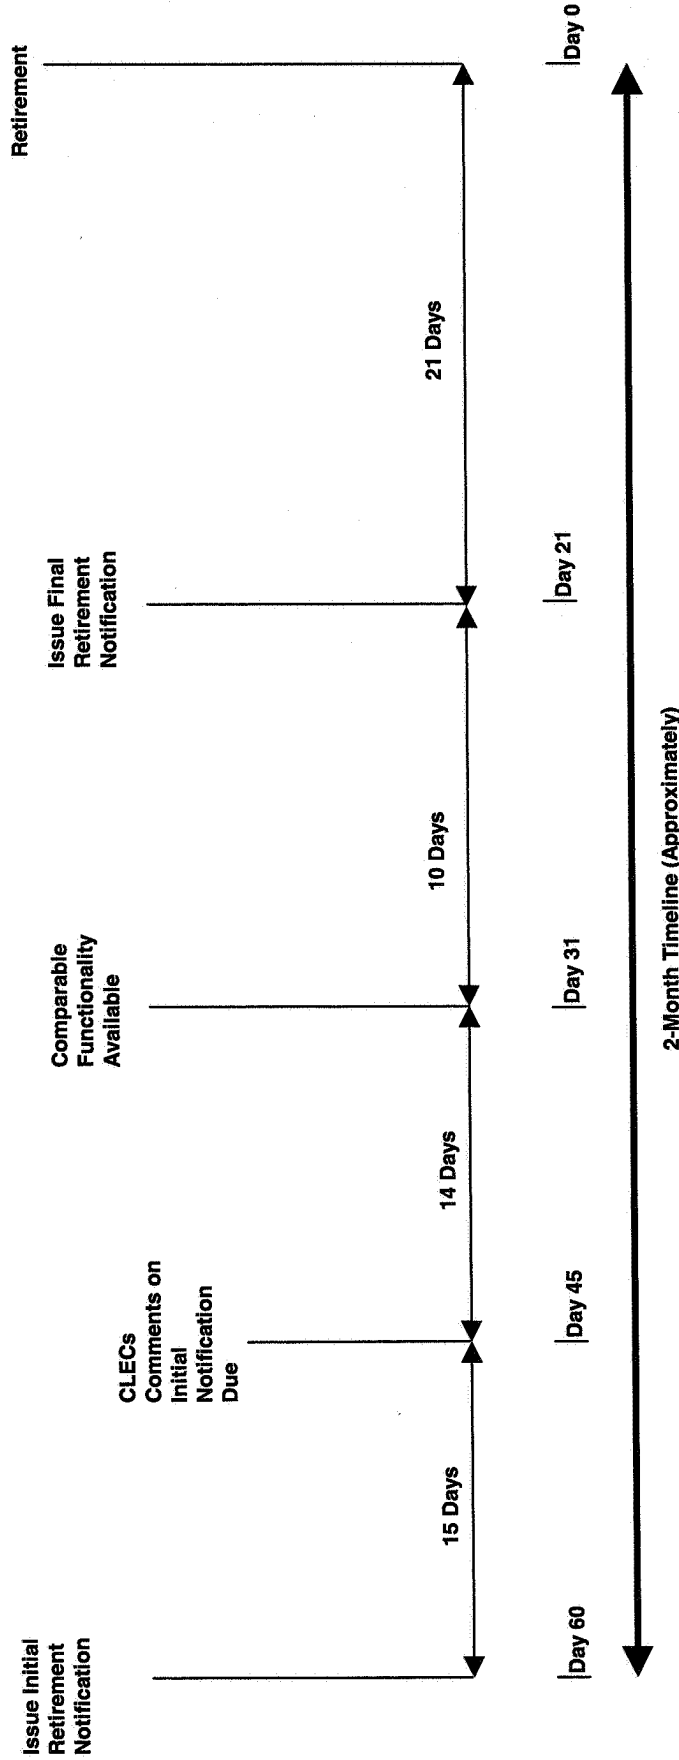 Issue Initial
Retirement
Notification
CLECs
Comments on
Initial
Notification
Due
Comparable
Functionality
Available
Issue Final
Retirement
Notification
Retirement
15 Days
14 Days
10 Days
21 Days
Day 60
Day 45
Day 31
Day 21
Day 0
2-Month Timeline (Approximately)